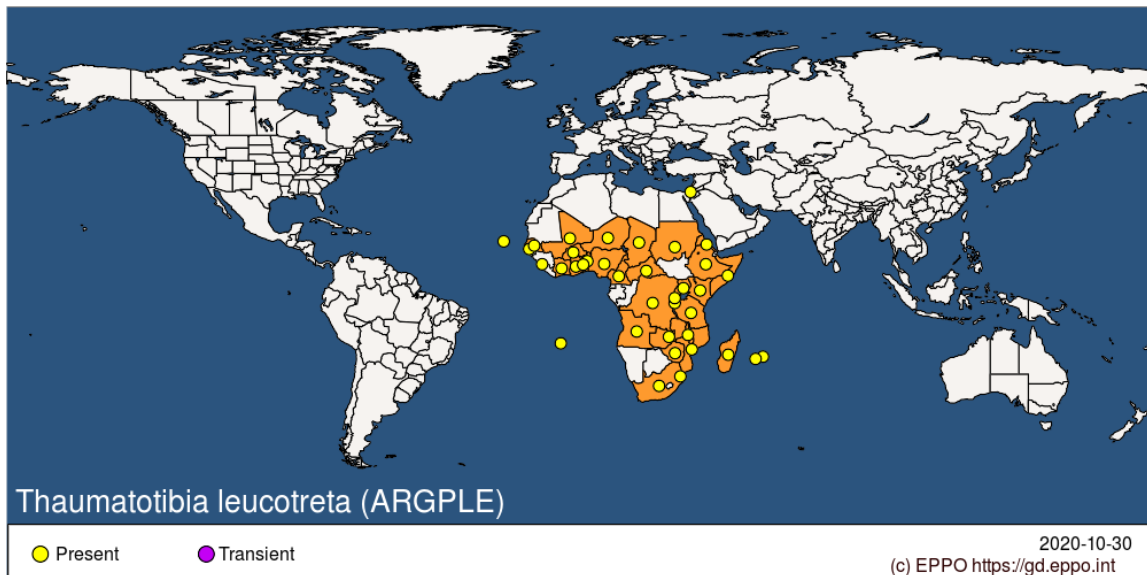 Thaumatotibia leucotreta (ARGPLE)
Present
Transient
2020-10-30
(c) EPPO https://gd.eppo.int